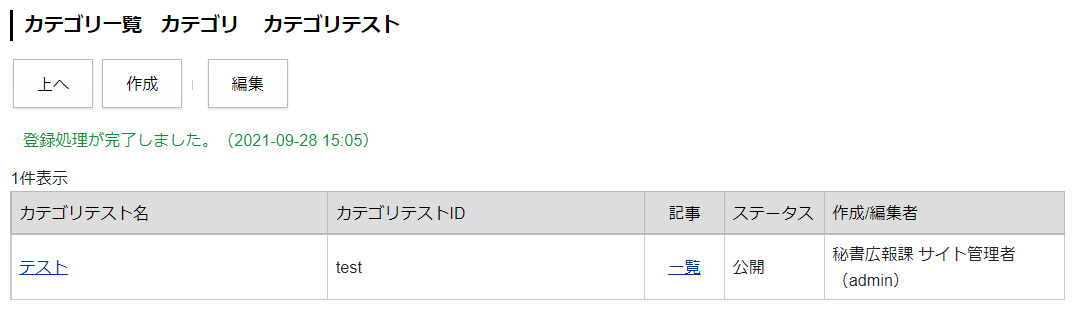 カテゴリ一覧 カテゴリ カテゴリテスト
上へ 作成 編集
登録処理が完了しました。（2021-09-28 15:05）
1件表示
カテゴリテスト名 カテゴリテストID 記事 ステータス 作成/編集者
テスト test 一覧 公開 秘書広報課 サイト管理者
（admin）